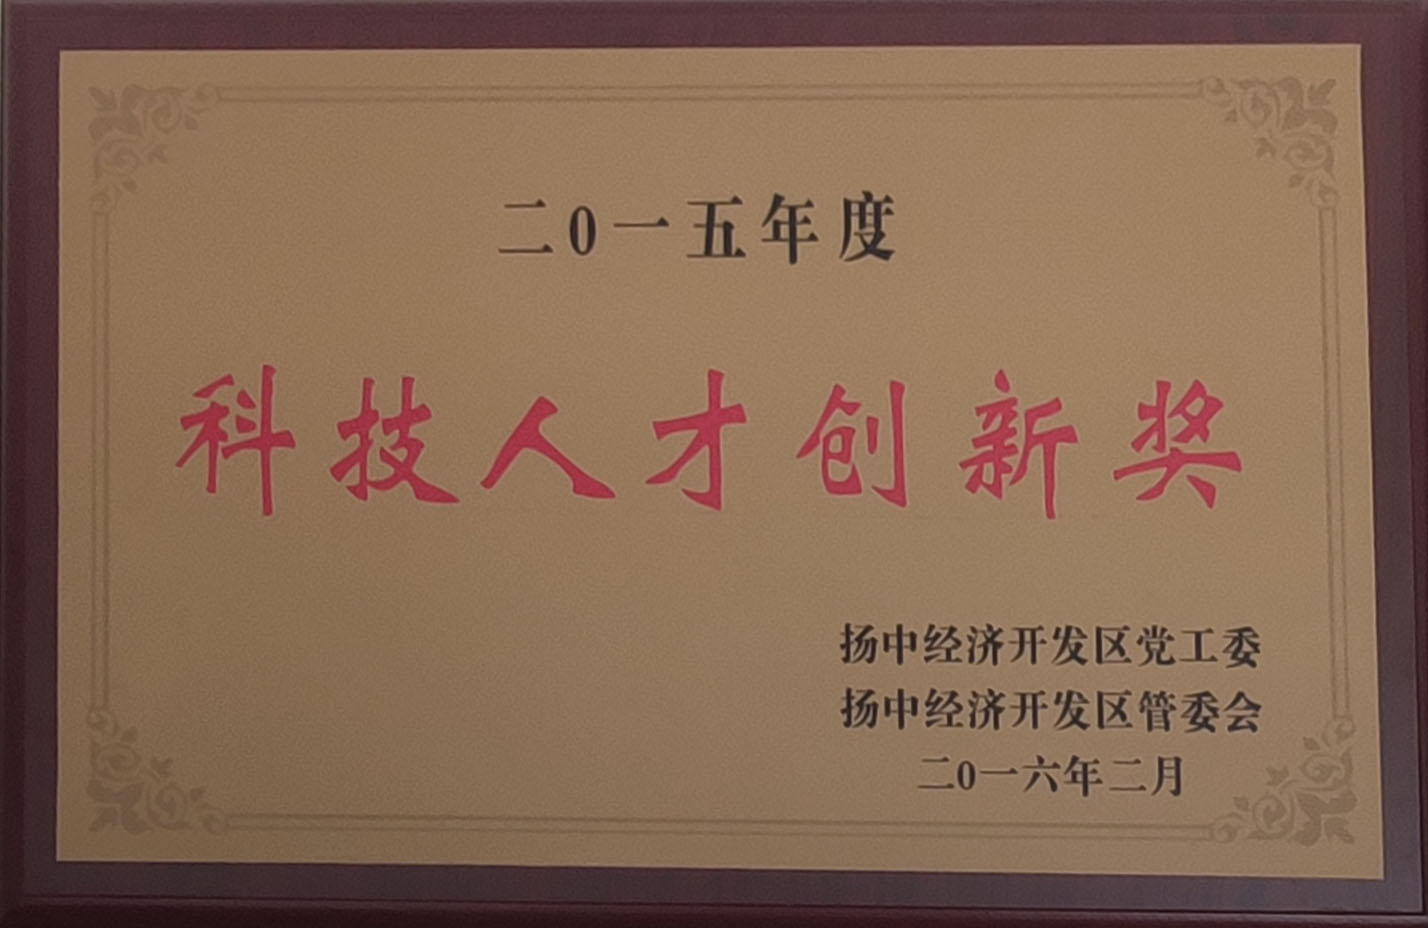 二0一五年度
科技人才创新奖
扬中经济开发区党工委
扬中经济开发区管委会
二0一六年二月